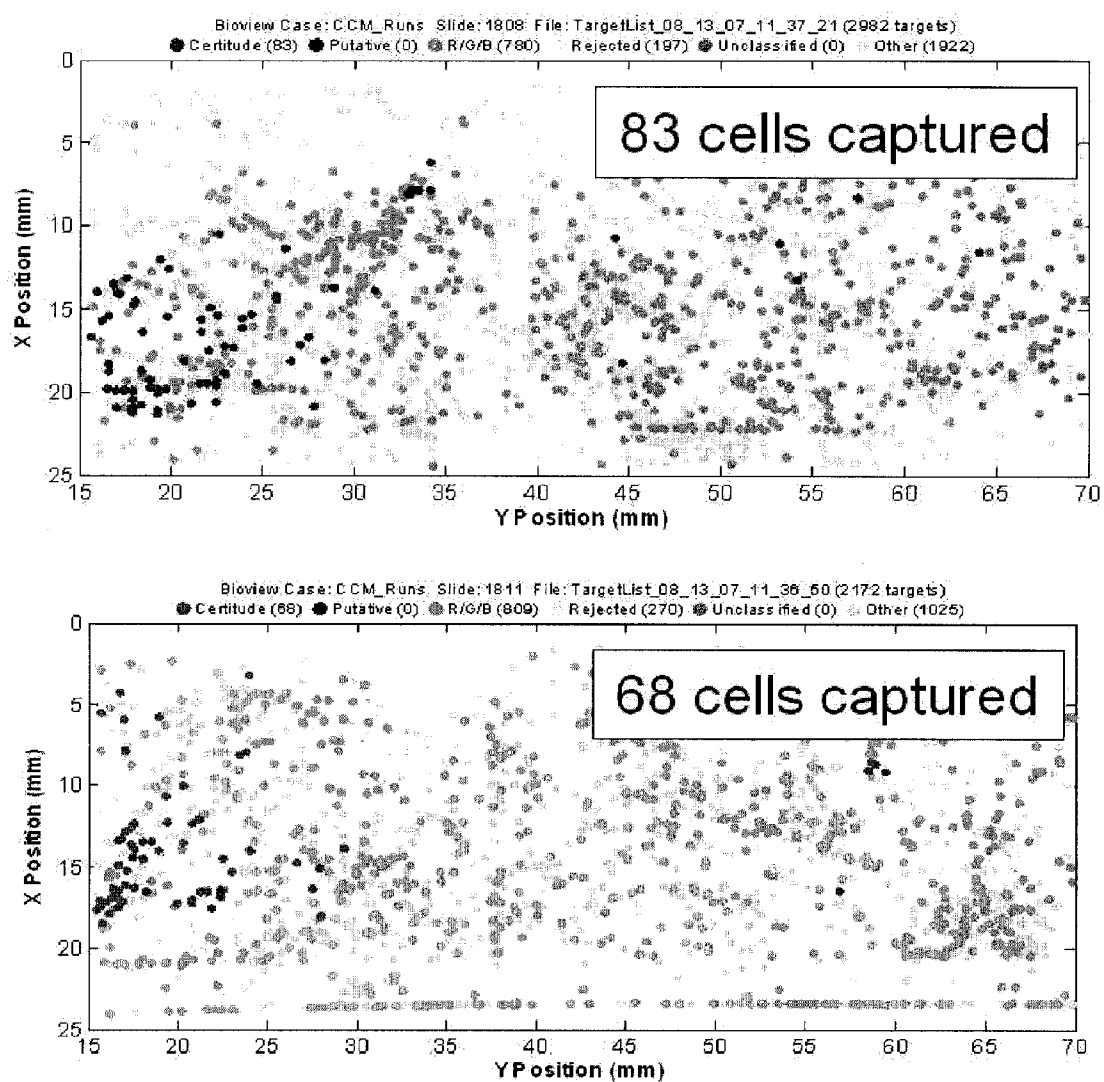 Bioview Case: CCM_Runs Slide: 1808 File: TargetList_08_13_07_11_37_21 (2982 targets)
Certitude (83) Putative (0) R/G/B (780) Rejected (197) Unclassified (0) Other (1922)
83 cells captured
0
5
10
15
20
25
X Position (mm)
15 20 25 30 35 40 45 50 55 60 65 70
Y Position (mm)
Bioview Case: CCM_Runs Slide: 1811 File: TargetList_08_13_07_11_36_50 (2172 targets)
Certitude (68) Putative (0) R/G/B (809) Rejected (270) Unclassified (0) Other (1025)
68 cells captured
0
5
10
15
20
25
X Position (mm)
15 20 25 30 35 40 45 50 55 60 65 70
Y Position (mm)